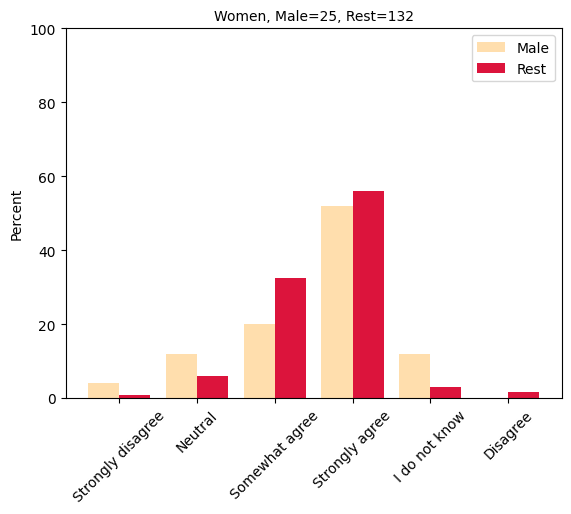 Women, Male=25, Rest=132
Male
Rest
Percent
100
80
60
40
20
0
Strongly disagree
Neutral
Somewhat agree
Strongly agree
I do not know
Disagree